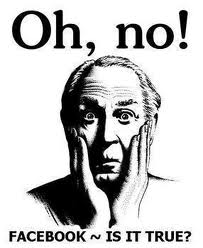 Oh, no!
FACEBOOK ~ IS IT TRUE?